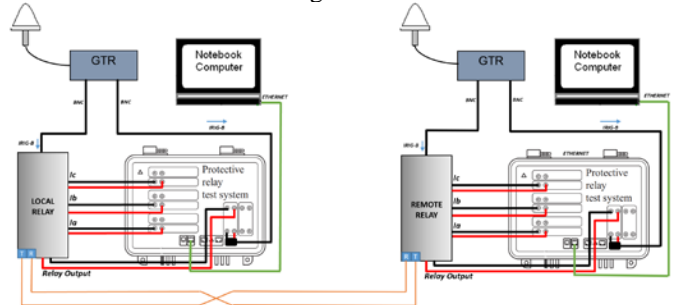 GTR
Notebook
Computer
BNC
BNC
ETHERNET
IRIG-B
IRIG-B
Ic
Ib
Ia
LOCAL
RELAY
Protective
relay
test system
T R
Relay Output
GTR
Notebook
Computer
BNC
BNC
ETHERNET
IRIG-B
IRIG-B
ETHERNET
Ic
Ib
Ia
REMOTE
RELAY
Protective
relay
test system
R T
Relay Output